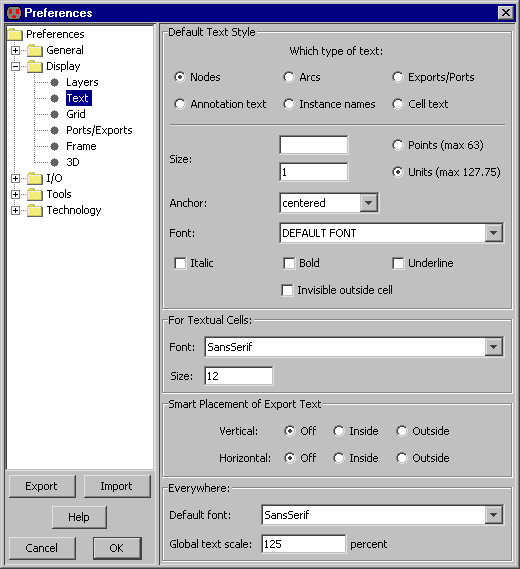 Preferences
Preferences
General
Display
Layers
Text
Grid
Ports/Exports
Frame
3D
I/O
Tools
Technology
Export Import
Help
Cancel OK
Default Text Style
Which type of text:
Nodes Arcs Exports/Ports
Annotation text Instance names Cell text
Size: Points (max 63)
1 Units (max 127.75)
Anchor: centered
Font: DEFAULT FONT
Italic Bold Underline
Invisible outside cell
For Textual Cells:
Font: SansSerif
Size: 12
Smart Placement of Export Text
Vertical: Off Inside Outside
Horizontal: Off Inside Outside
Everywhere:
Default font: SansSerif
Global text scale: 125 percent